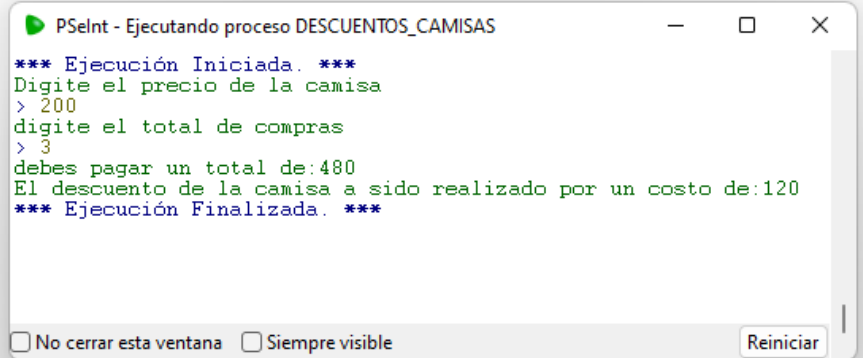 PSeInt - Ejecutando proceso DESCUENTOS_CAMISAS
*** Ejecución Iniciada. ***
Digite el precio de la camisa
> 200
digite el total de compras
> 3
debes pagar un total de:480
El descuento de la camisa a sido realizado por un costo de:120
*** Ejecución Finalizada. ***
No cerrar esta ventana Siempre visible Reiniciar